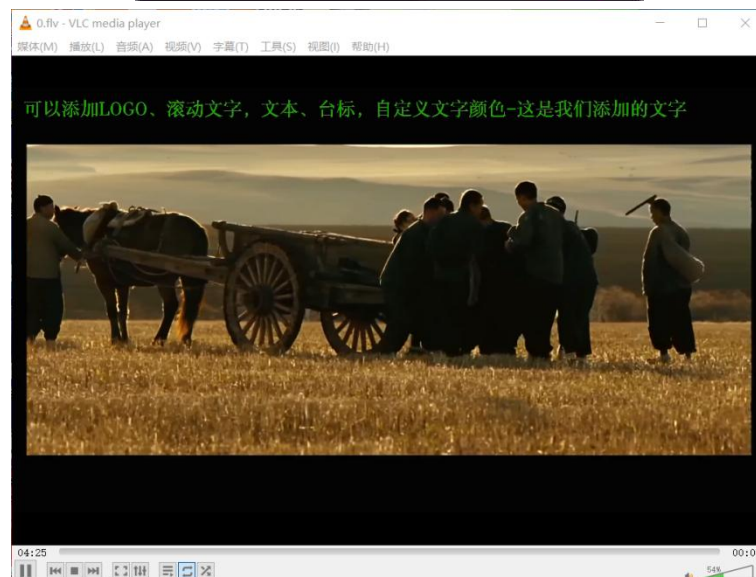 0.flv - VLC media player
媒体(M) 播放(L) 音频(A) 视频(V) 字幕(T) 工具(S) 视图(I) 帮助(H)
可以添加LOGO、滚动文字，文本、台标，自定义文字颜色-这是我们添加的文字
04:25
54%